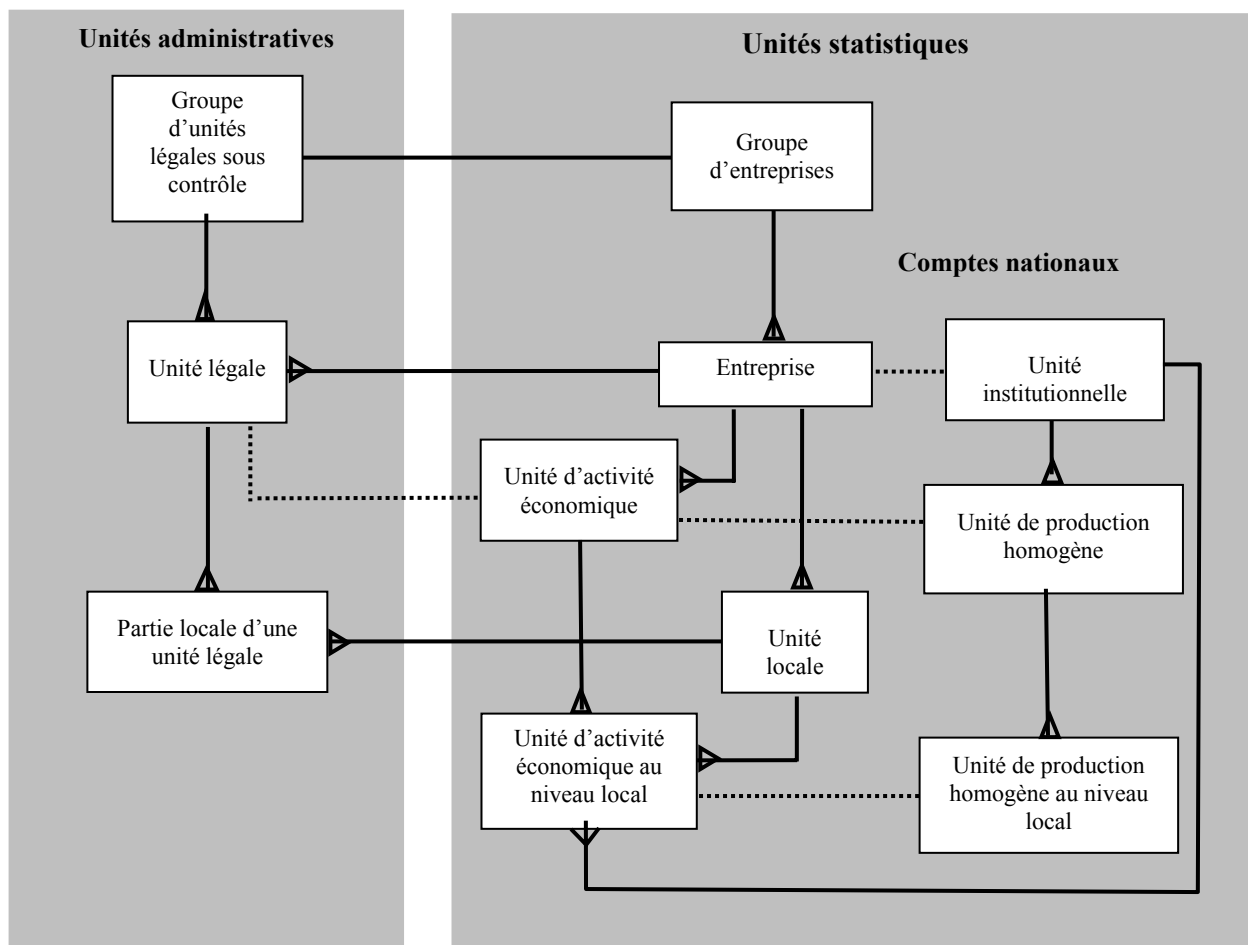 Unités administratives
Groupe
d’unités
légales sous
contrôle
Unité légale
Partie locale d’une
unité légale
Unités statistiques
Groupe
d’entreprises
Comptes nationaux
Entreprise
Unité
institutionnelle
Unité d’activité
économique
Unité de production
homogène
Unité
locale
Unité d’activité
économique au
niveau local
Unité de production
homogène au niveau
local